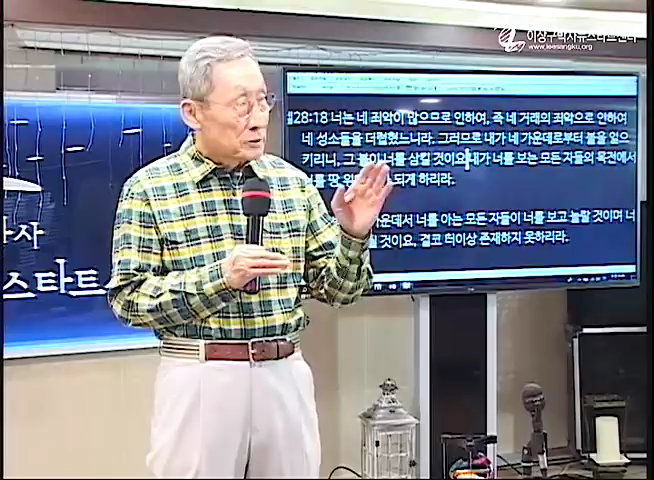 이상구박사뉴스타트센터
www.leesangku.org
28:18 너는 네 죄악이 많으므로 인하여, 즉 네 거래의 죄악으로 인하여
네 성소들을 더럽혔느니라. 그러므로 내가 네 가운데로부터 불을 일으
키리니, 그 불이 너를 삼킬 것이요 내가 너를 보는 모든 자들의 목전에서
너를 땅 되게 하리라.
가운데서 너를 아는 모든 자들이 너를 보고 놀랄 것이며 너
것이요, 결코 더이상 존재하지 못하리라.
스타트